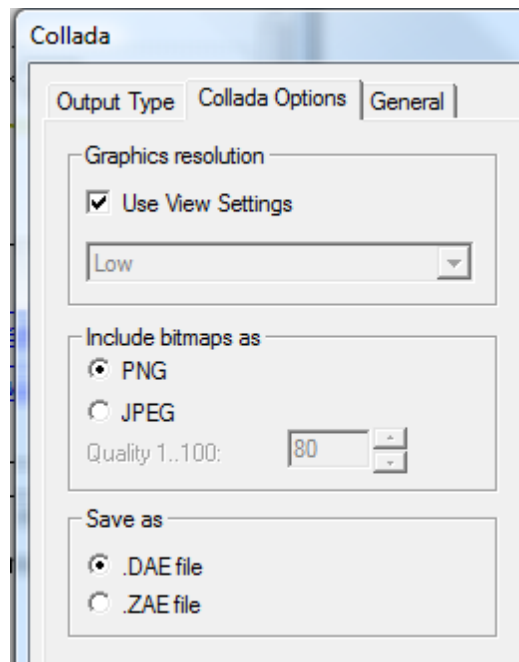 Collada
Output Type Collada Options General
Graphics resolution
Use View Settings
Low
Include bitmaps as
PNG
JPEG
Quality 1..100: 80
Save as
.DAE file
.ZAE file